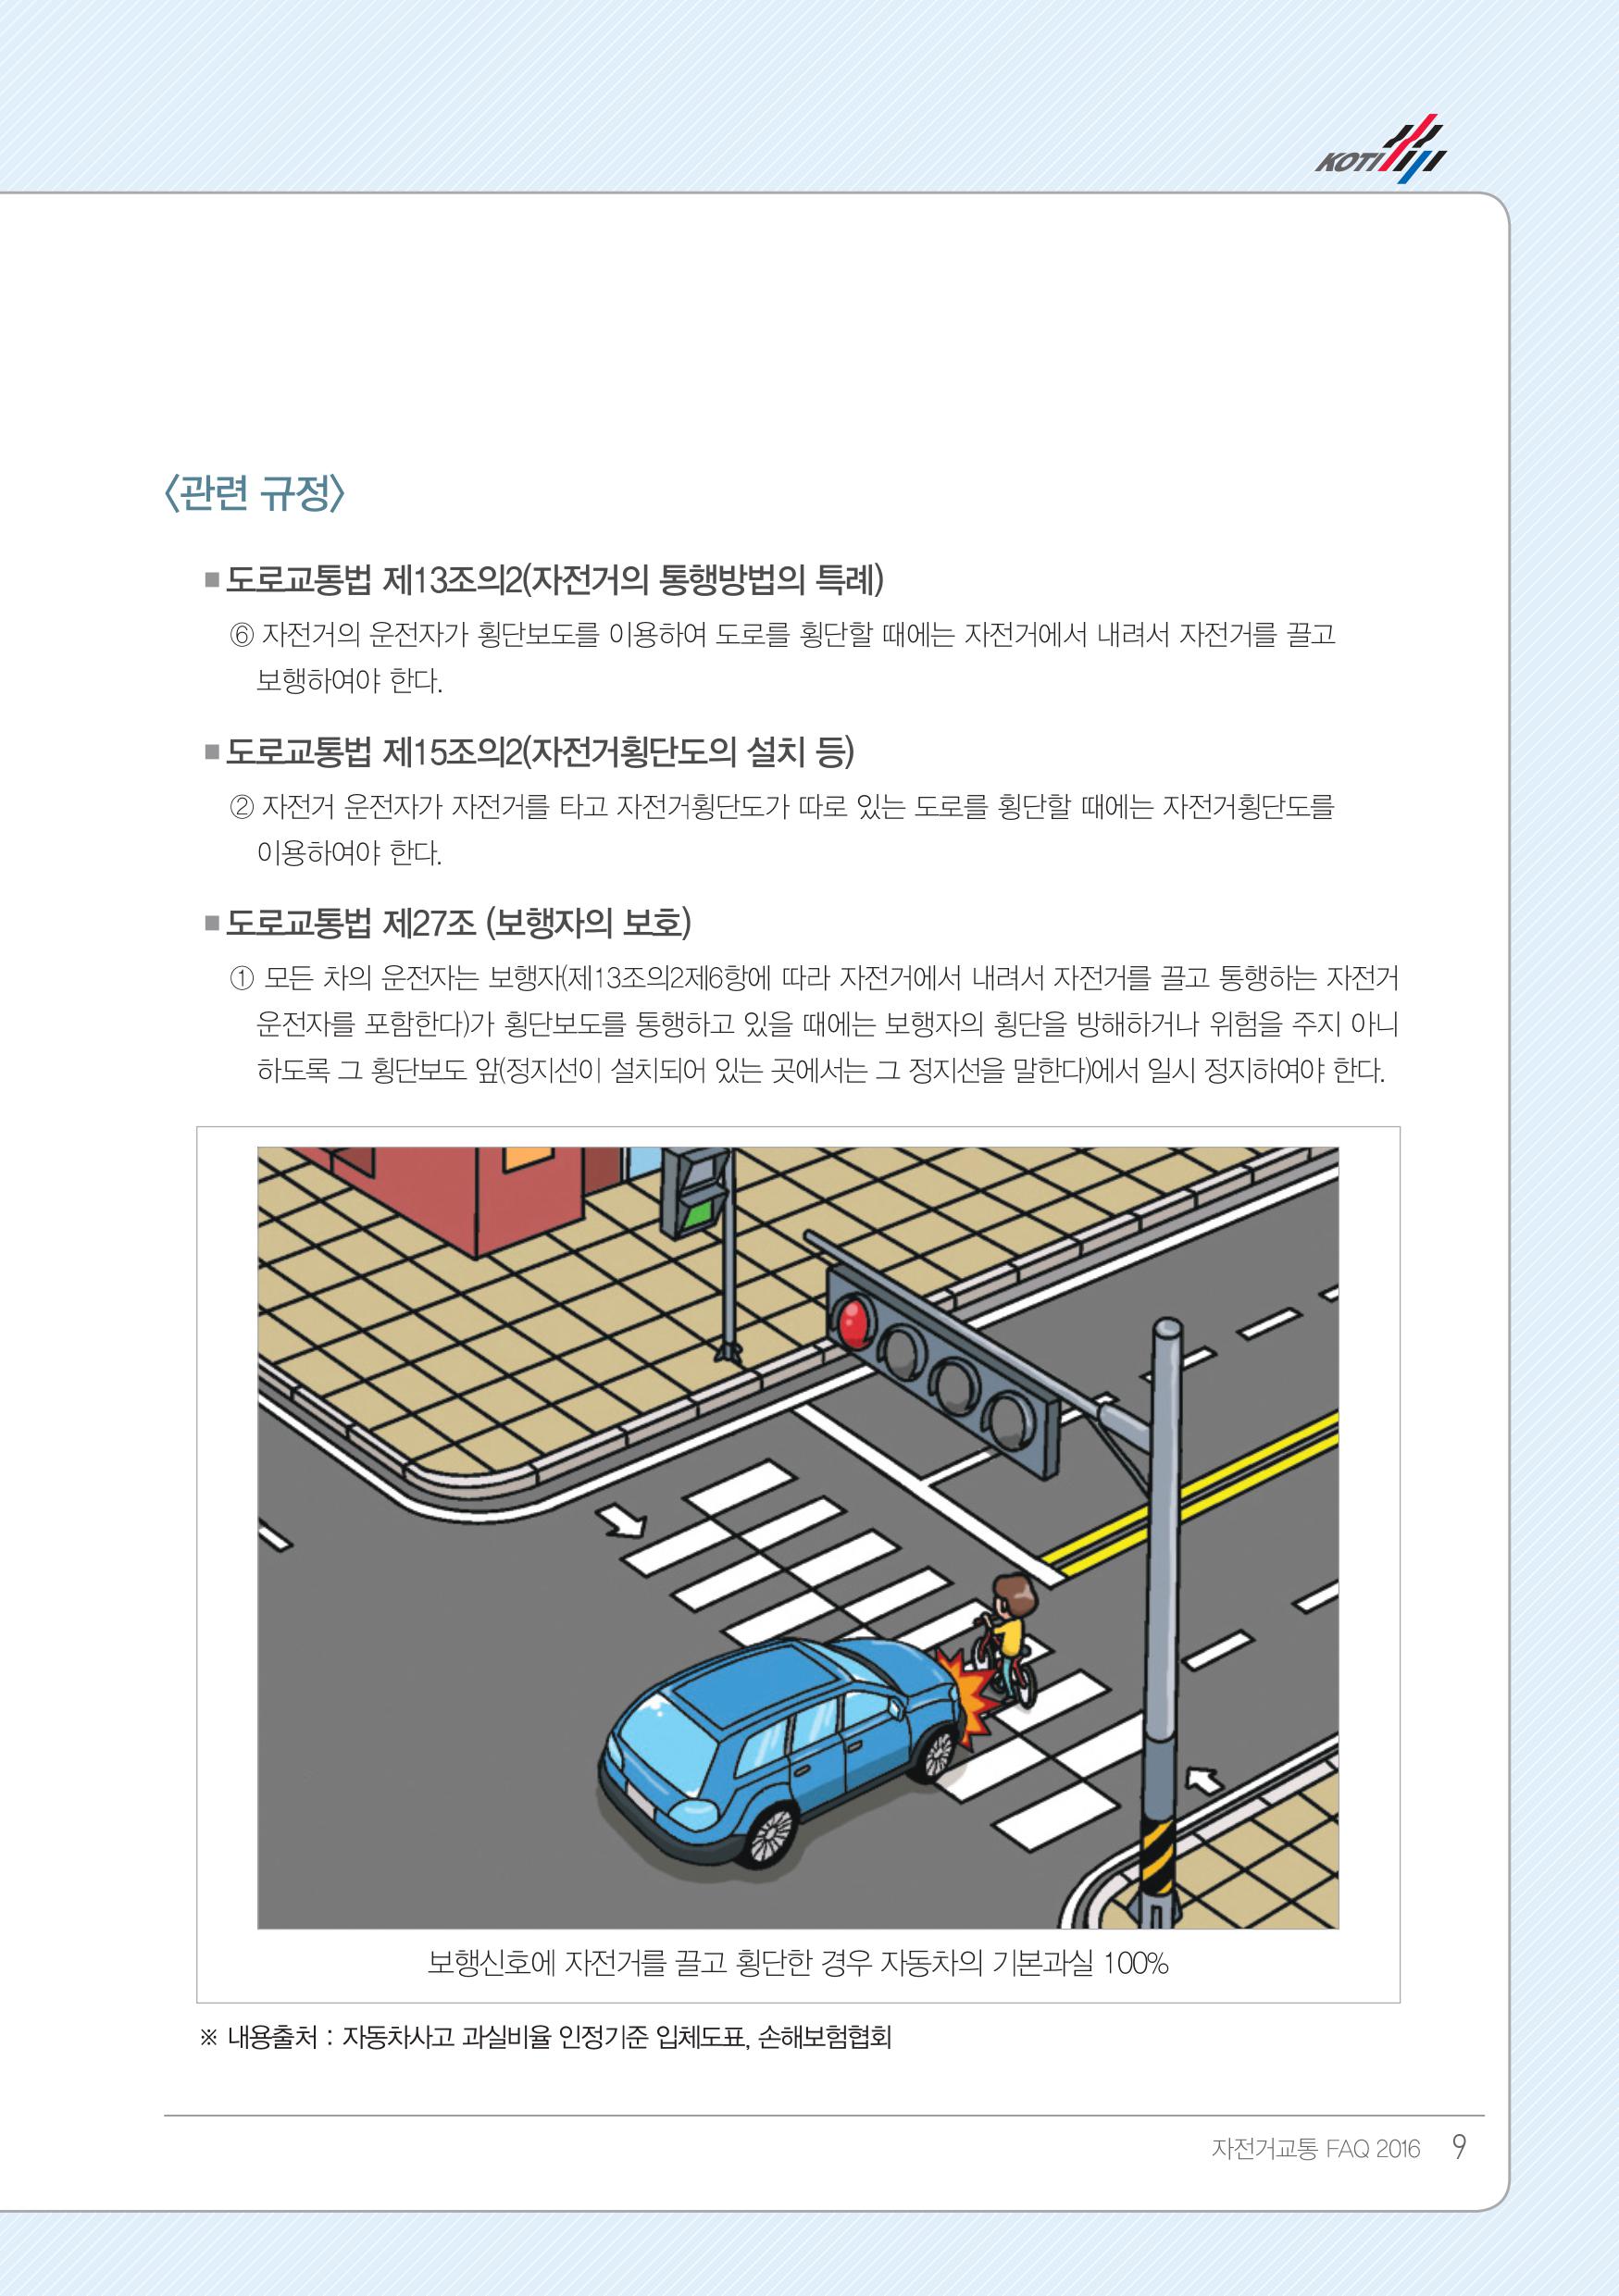 KOTI
〈관련 규정〉
■ 도로교통법 제13조의2(자전거의 통행방법의 특례)
⑥ 자전거의 운전자가 횡단보도를 이용하여 도로를 횡단할 때에는 자전거에서 내려서 자전거를 끌고
보행하여야 한다.
■ 도로교통법 제15조의2(자전거횡단도의 설치 등)
② 자전거 운전자가 자전거를 타고 자전거횡단도가 따로 있는 도로를 횡단할 때에는 자전거횡단도를
이용하여야 한다.
■ 도로교통법 제27조 (보행자의 보호)
① 모든 차의 운전자는 보행자(제13조의2제6항에 따라 자전거에서 내려서 자전거를 끌고 통행하는 자전거
운전자를 포함한다)가 횡단보도를 통행하고 있을 때에는 보행자의 횡단을 방해하거나 위험을 주지 아니
하도록 그 횡단보도 앞(정지선이 설치되어 있는 곳에서는 그 정지선을 말한다)에서 일시 정지하여야 한다.
보행신호에 자전거를 끌고 횡단한 경우 자동차의 기본과실 100%
※ 내용출처 : 자동차사고 과실비율 인정기준 입체도표, 손해보험협회
자전거교통 FAQ 2016 9